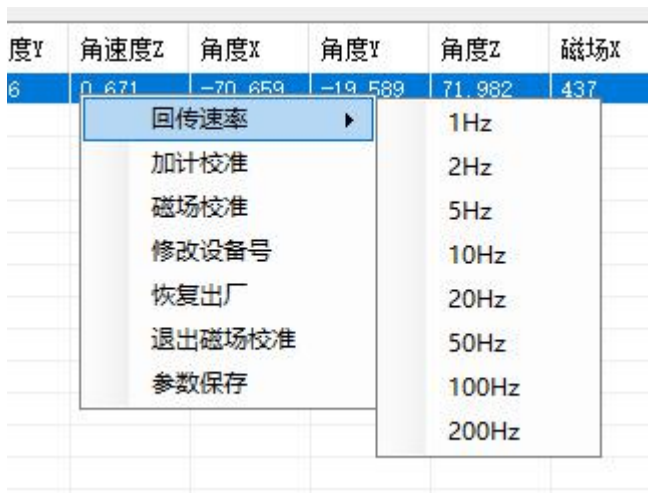 度Y 角速度Z 角度X 角度Y 角度Z 磁场X
6 0.671 -70.659 -19.589 71.982 437
回传速率
加计校准
磁场校准
修改设备号
恢复出厂
退出磁场校准
参数保存
1Hz
2Hz
5Hz
10Hz
20Hz
50Hz
100Hz
200Hz